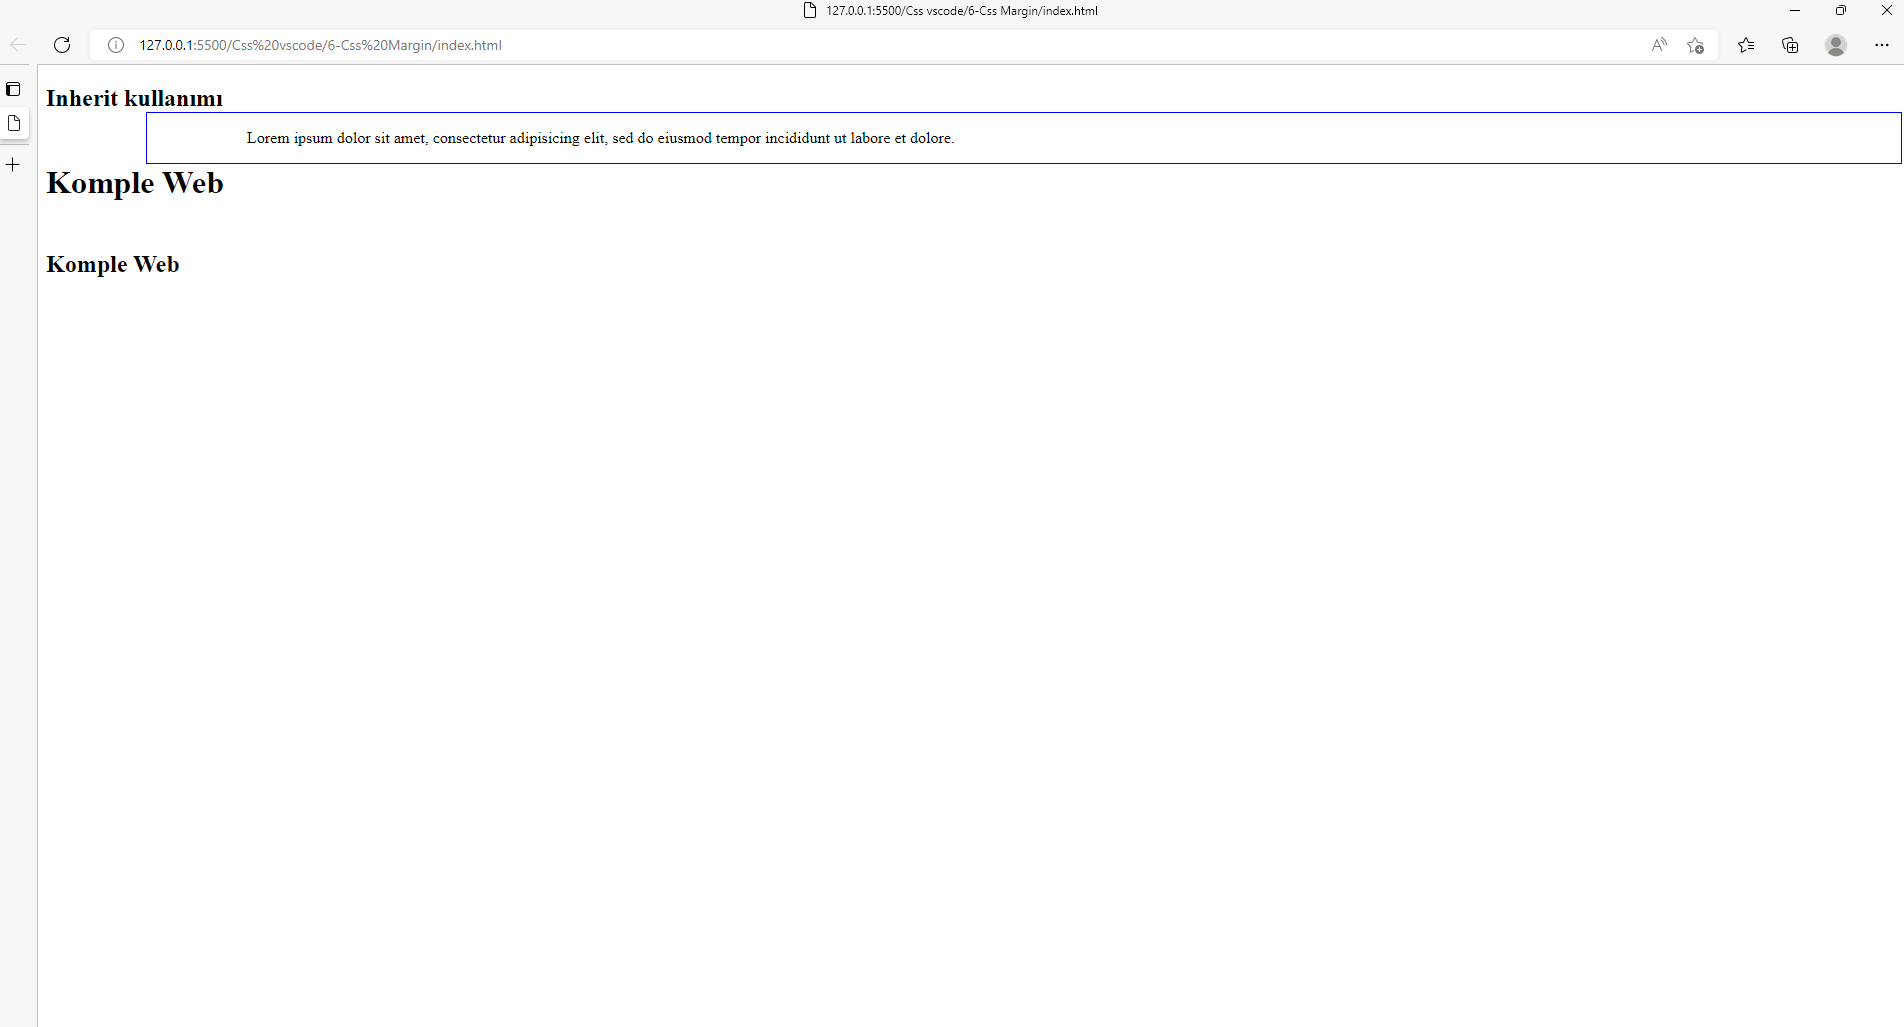 127.0.0.1:5500/Css vscode/6-Css Margin/index.html
127.0.0.1:5500/Css%20vscode/6-Css%20Margin/index.html
Inherit kullanımı
Lorem ipsum dolor sit amet, consectetur adipisicing elit, sed do eiusmod tempor incididunt ut labore et dolore.
Komple Web
Komple Web